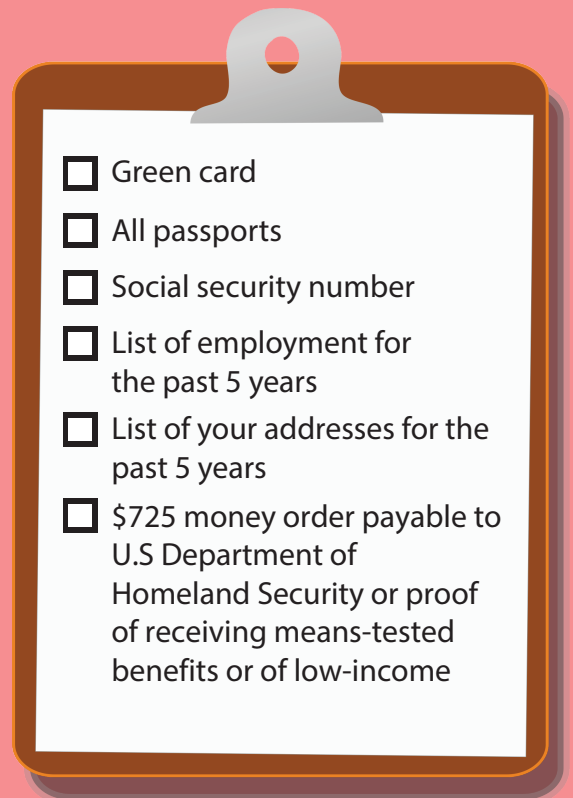 Green card
All passports
Social security number
List of employment for
the past 5 years
List of your addresses for the
past 5 years
$725 money order payable to
U.S Department of
Homeland Security or proof
of receiving means-tested
benefits or of low-income